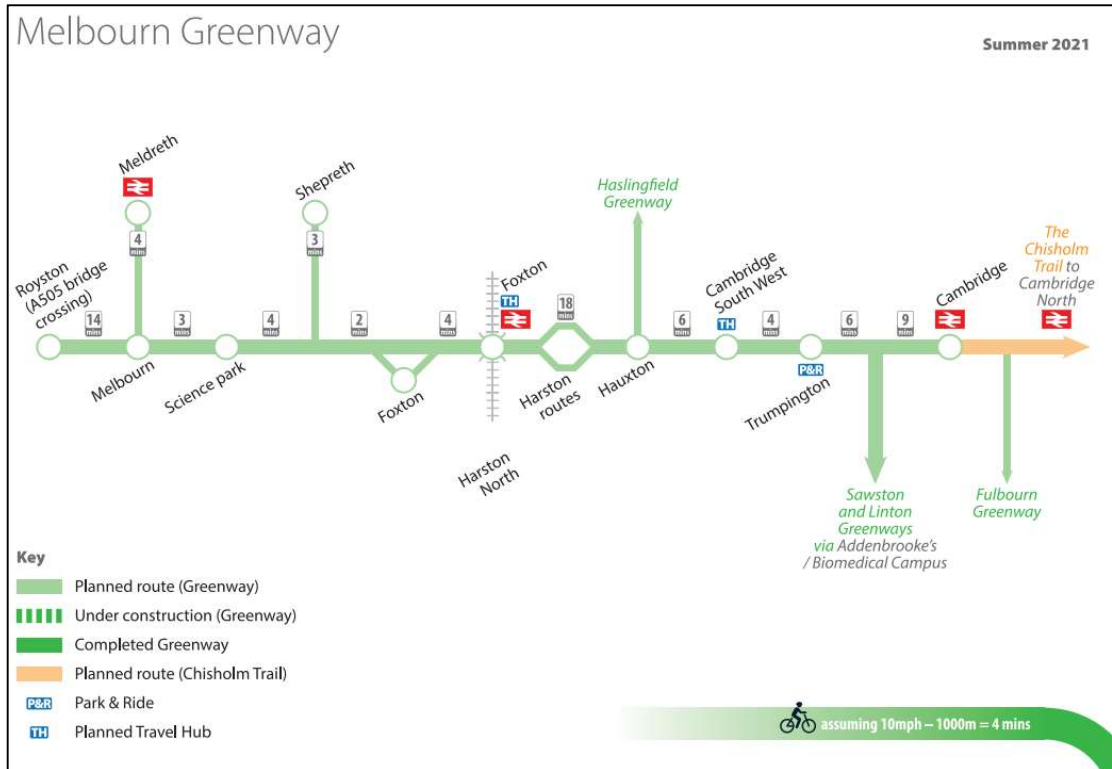 Melbourn Greenway
Summer 2021
Meldreth
4
mins
Shepreth
3
mins
Haslingfield
Greenway
The
Chisholm
Trail to
Cambridge
North
Royston
(A505 bridge
crossing)
14
mins
Melbourn
3
mins
Science park
4
mins
2
mins
Foxton
4
mins
Foxton
TH
Harston
North
18
mins
Harston
routes
Hauxton
6
mins
Cambridge
South West
TH
4
mins
P&R
Trumpington
6
mins
9
mins
Cambridge
Sawston
and Linton
Greenways
via Addenbrooke's
/ Biomedical Campus
Fulbourn
Greenway
Key
Planned route (Greenway)
Under construction (Greenway)
Completed Greenway
Planned route (Chisholm Trail)
P&R Park & Ride
TH Planned Travel Hub
assuming 10mph – 1000m = 4 mins